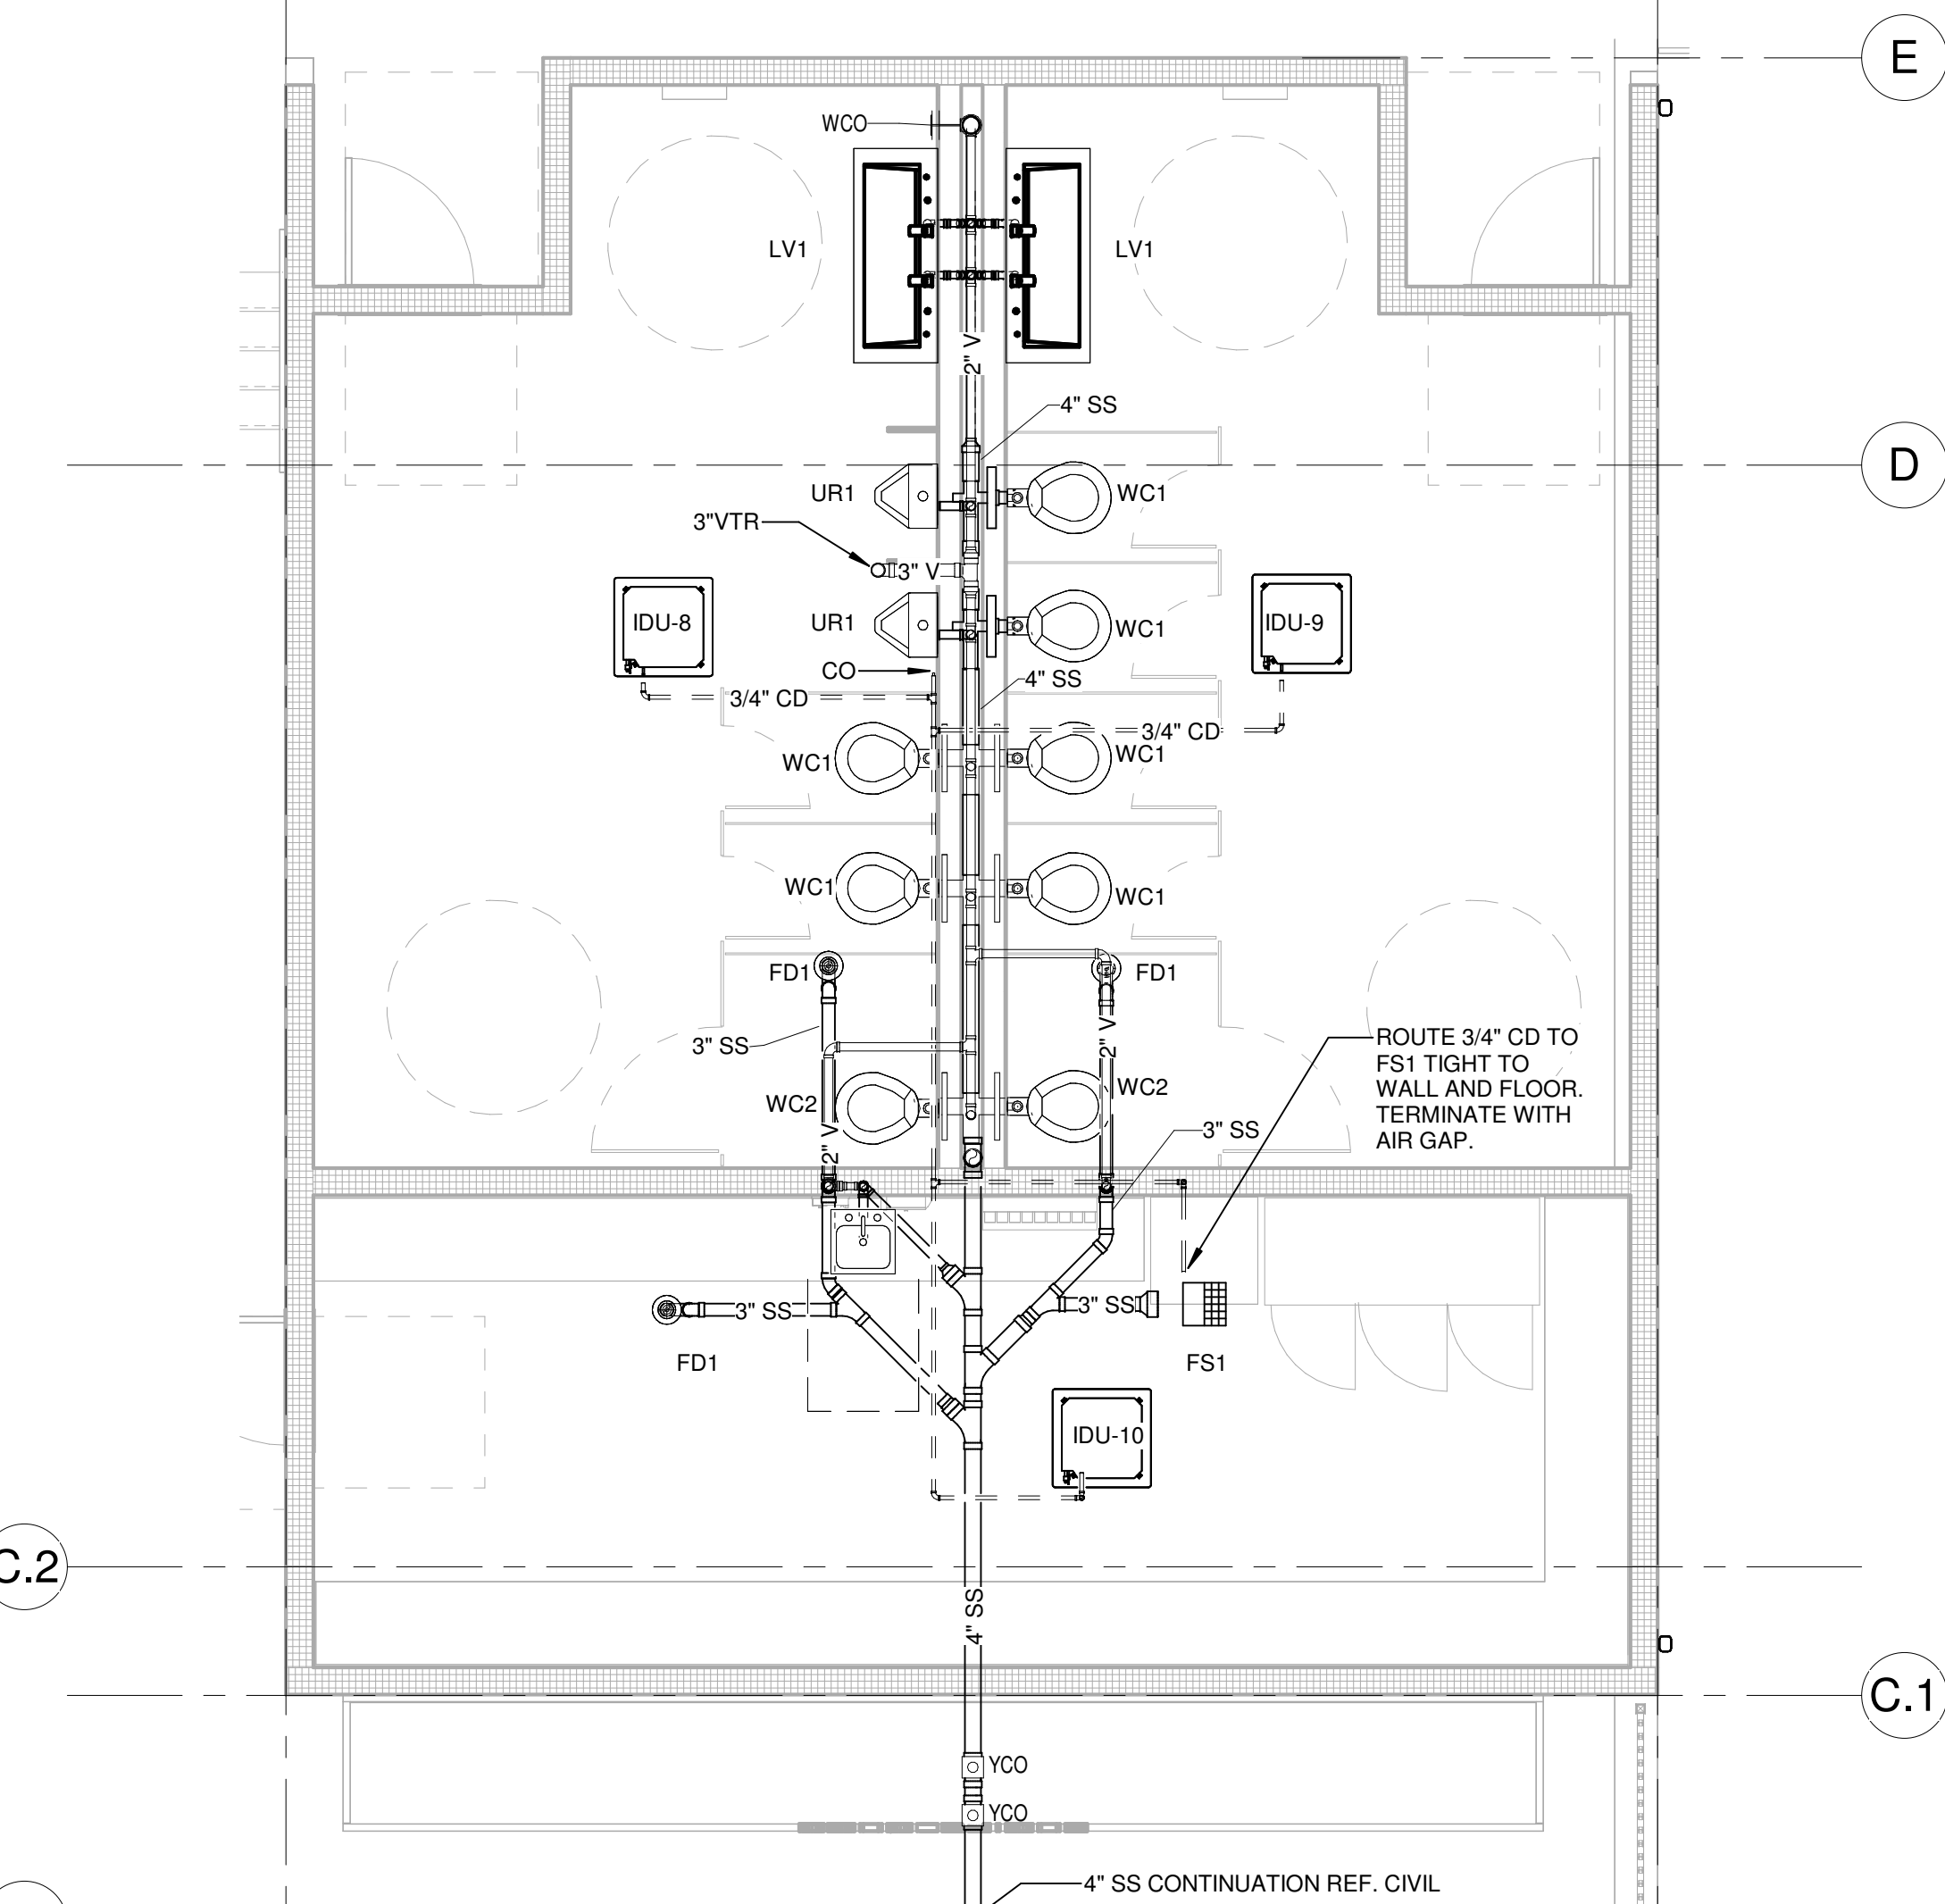 E
WCO
LV1
LV1
2" V
4" SS
D
UR1
WC1
3"VTR
3" V
IDU-8
UR1
WC1
IDU-9
CO
4" SS
3/4" CD
3/4" CD
WC1
WC1
WC1
WC1
FD1
FD1
3" SS
2" V
ROUTE 3/4" CD TO
FS1 TIGHT TO
WALL AND FLOOR.
TERMINATE WITH
AIR GAP.
WC2
WC2
2" V
3" SS
3" SS
3" SS
FD1
FS1
IDU-10
C.2
4" SS
C.1
YCO
YCO
4" SS CONTINUATION REF. CIVIL